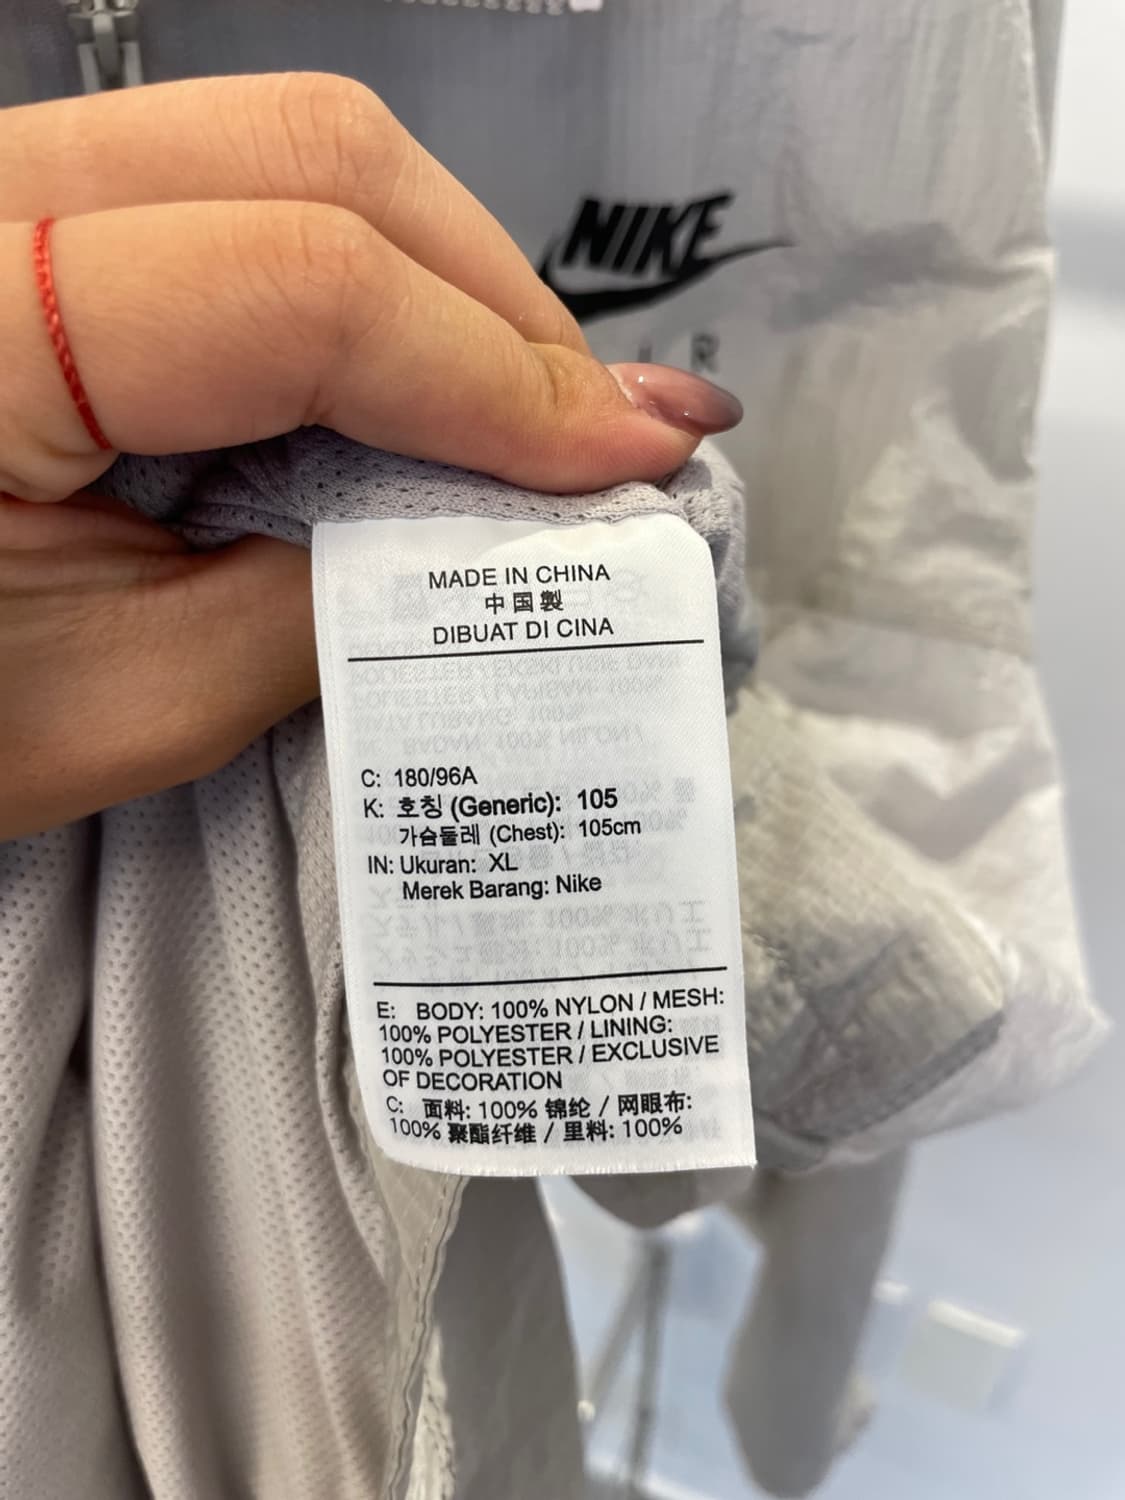 NIKE
IR
MADE IN CHINA
中国製
DIBUAT DI CINA
C: 180/96A
K: 호칭 (Generic): 105
가슴둘레 (Chest): 105cm
IN: Ukuran: XL
Merek Barang: Nike
E: BODY: 100% NYLON / MESH:
100% POLYESTER / LINING:
100% POLYESTER / EXCLUSIVE
OF DECORATION
C: 面料: 100% 锦纶 / 网眼布:
100% 聚酯纤维 / 里料: 100%